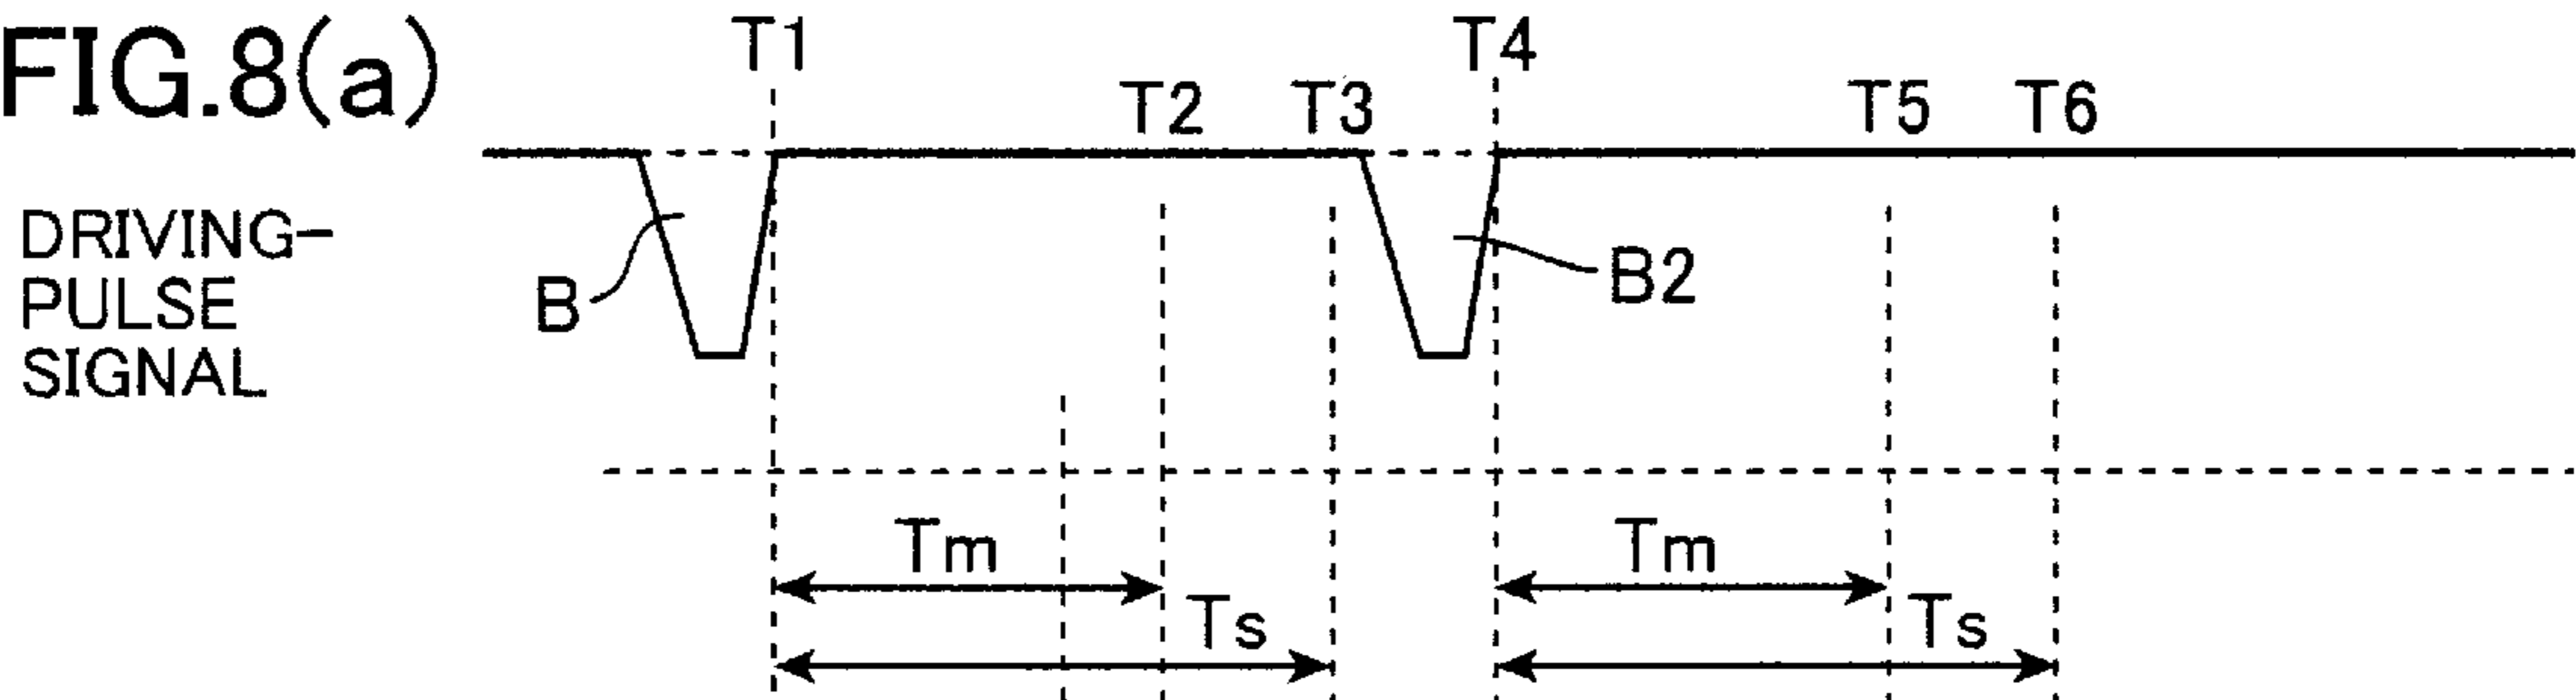 FIG.8(a)
T1
T4
T2
T3
T5
T6
DRIVING-
PULSE
SIGNAL
B
B2
Tm
Tm
Ts
Ts